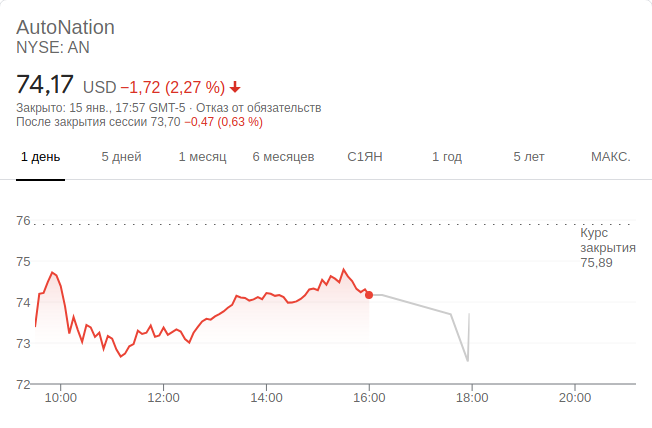 AutoNation
NYSE: AN
74,17 USD −1,72 (2,27 %)
Закрыто: 15 янв., 17:57 GMT-5 · Отказ от обязательств
После закрытия сессии 73,70 −0,47 (0,63 %)
1 день 5 дней 1 месяц 6 месяцев С1ЯН 1 год 5 лет МАКС.
76
Курс
закрытия
75,89
75
74
73
72
10:00 12:00 14:00 16:00 18:00 20:00